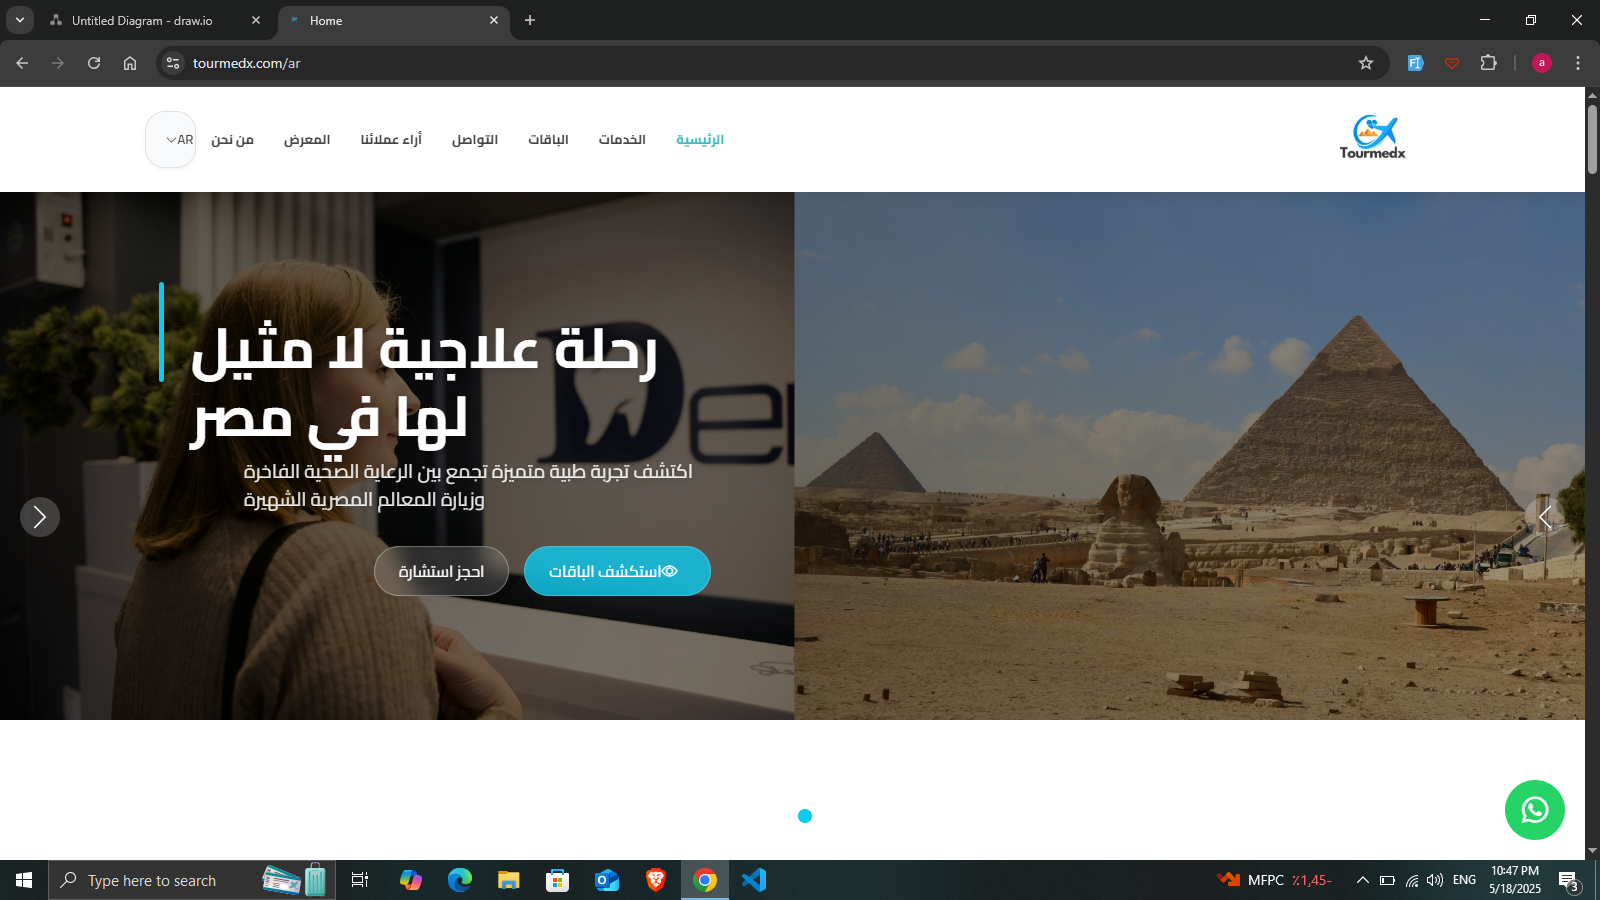 Untitled Diagram - draw.io
Home
tourmedx.com/ar
a
Tourmedx
الرئيسية
الخدمات
الباقات
التواصل
أراء عملائنا
المعرض
من نحن
AR
رحلة علاجية لا مثيل
لها في مصر
اكتشف تجربة طبية متميزة تجمع بين الرعاية الصحية الفاخرة
وزيارة المعالم المصرية الشهيرة
استكشف الباقات
احجز استشارة
Den
Type here to search
MFPC ٪1,45-
ENG
10:47 PM
5/18/2025
3